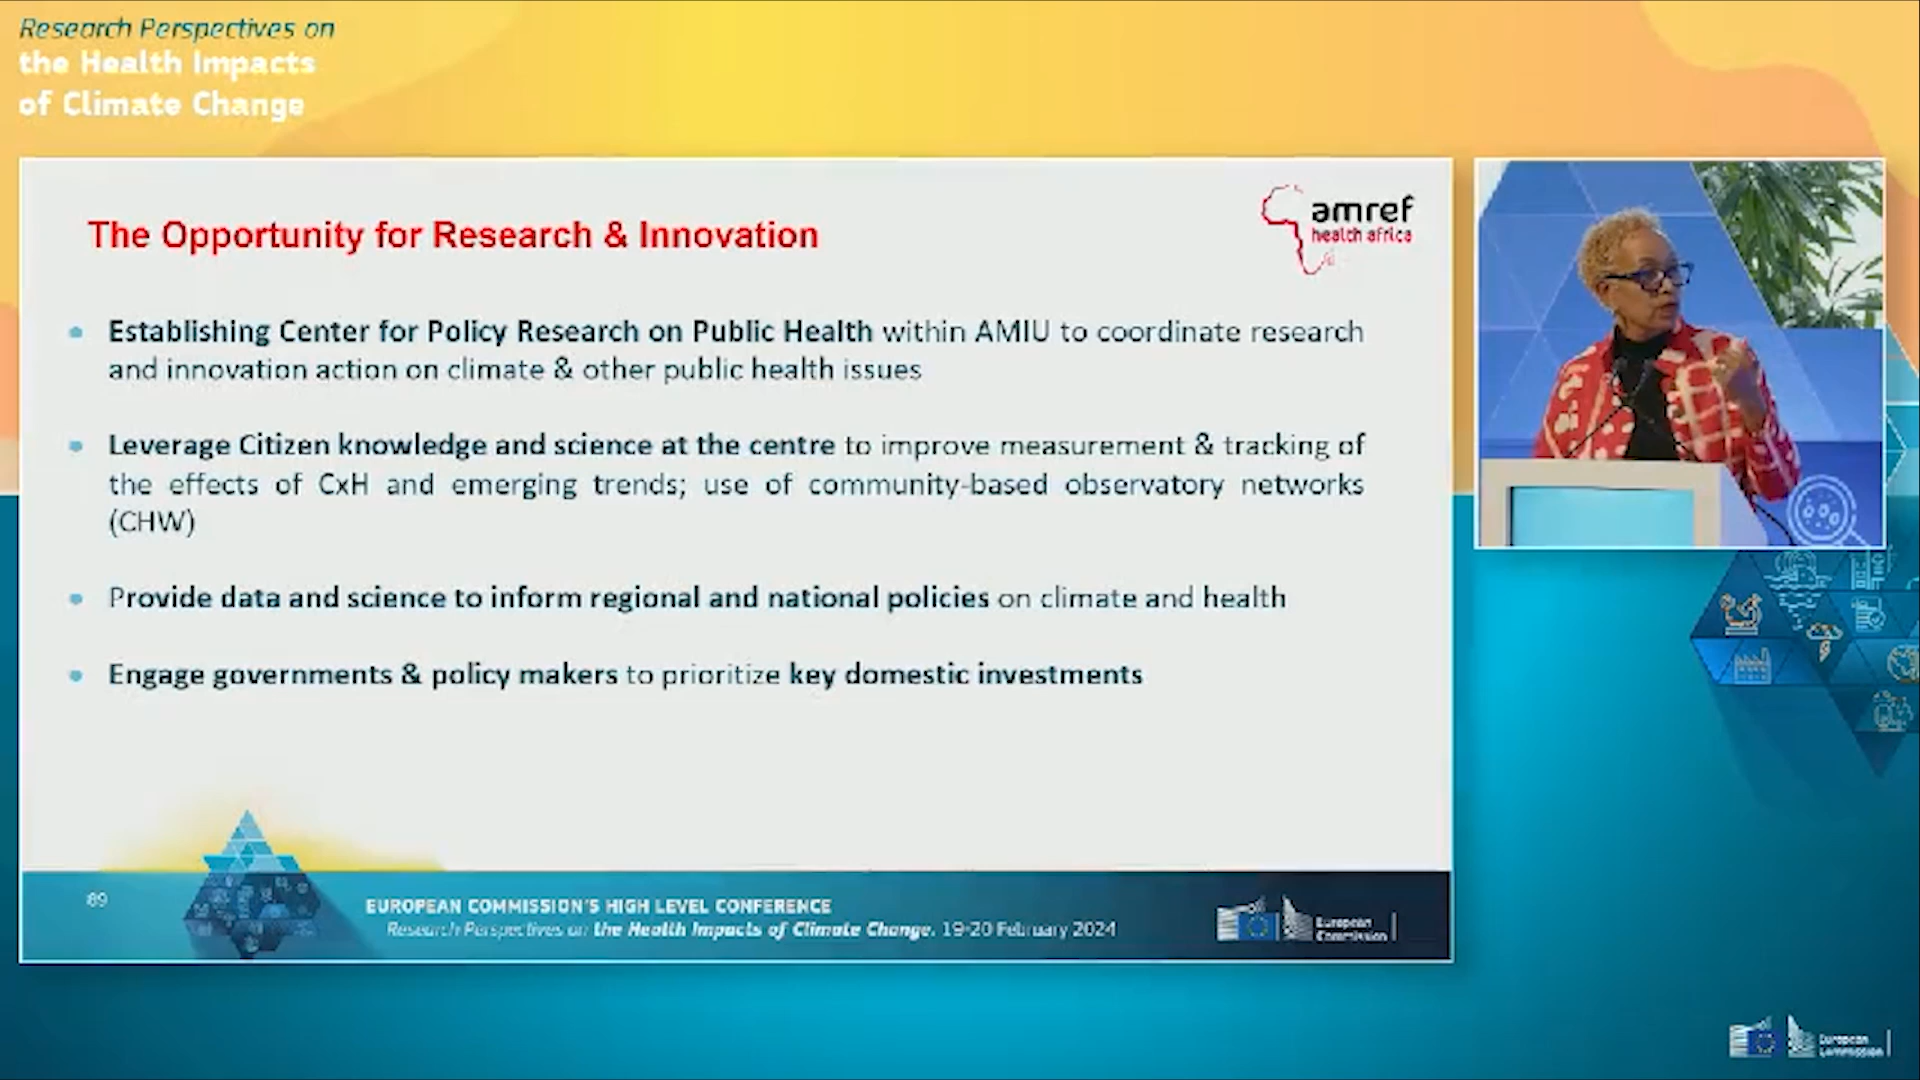 Research Perspectives on
the Health Impacts
of Climate Change
amref
health africa
The Opportunity for Research & Innovation
Establishing Center for Policy Research on Public Health within AMIU to coordinate research
and innovation action on climate & other public health issues
Leverage Citizen knowledge and science at the centre to improve measurement & tracking of
the effects of CxH and emerging trends; use of community-based observatory networks
(CHW)
Provide data and science to inform regional and national policies on climate and health
Engage governments & policy makers to prioritize key domestic investments
89
EUROPEAN COMMISSION'S HIGH LEVEL CONFERENCE
Research Perspectives on the Health Impacts of Climate Change. 19-20 February 2024
European
Commission
European
Commission